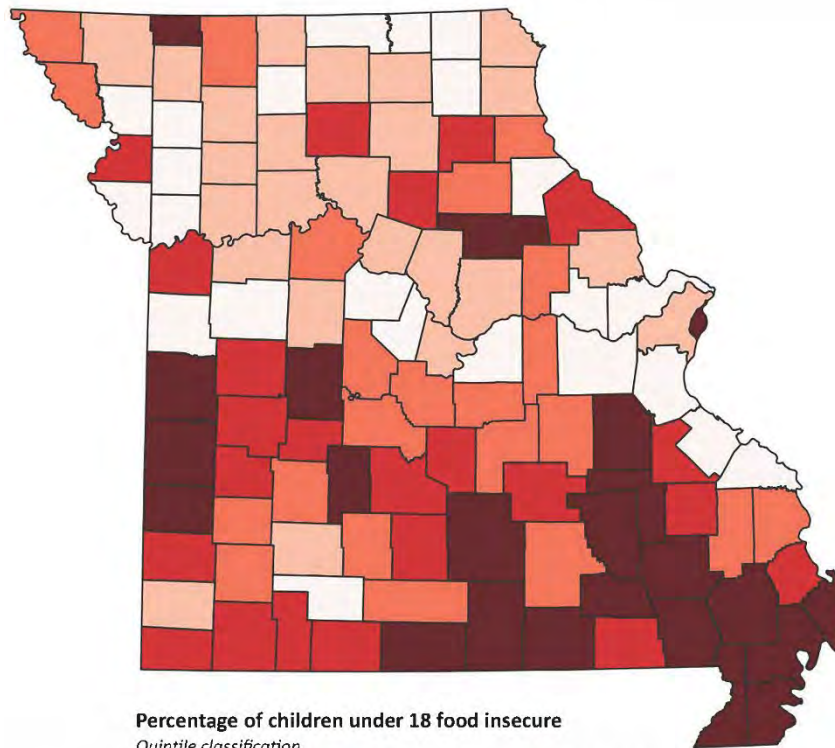 Percentage of children under 18 food insecure
Quintile classification